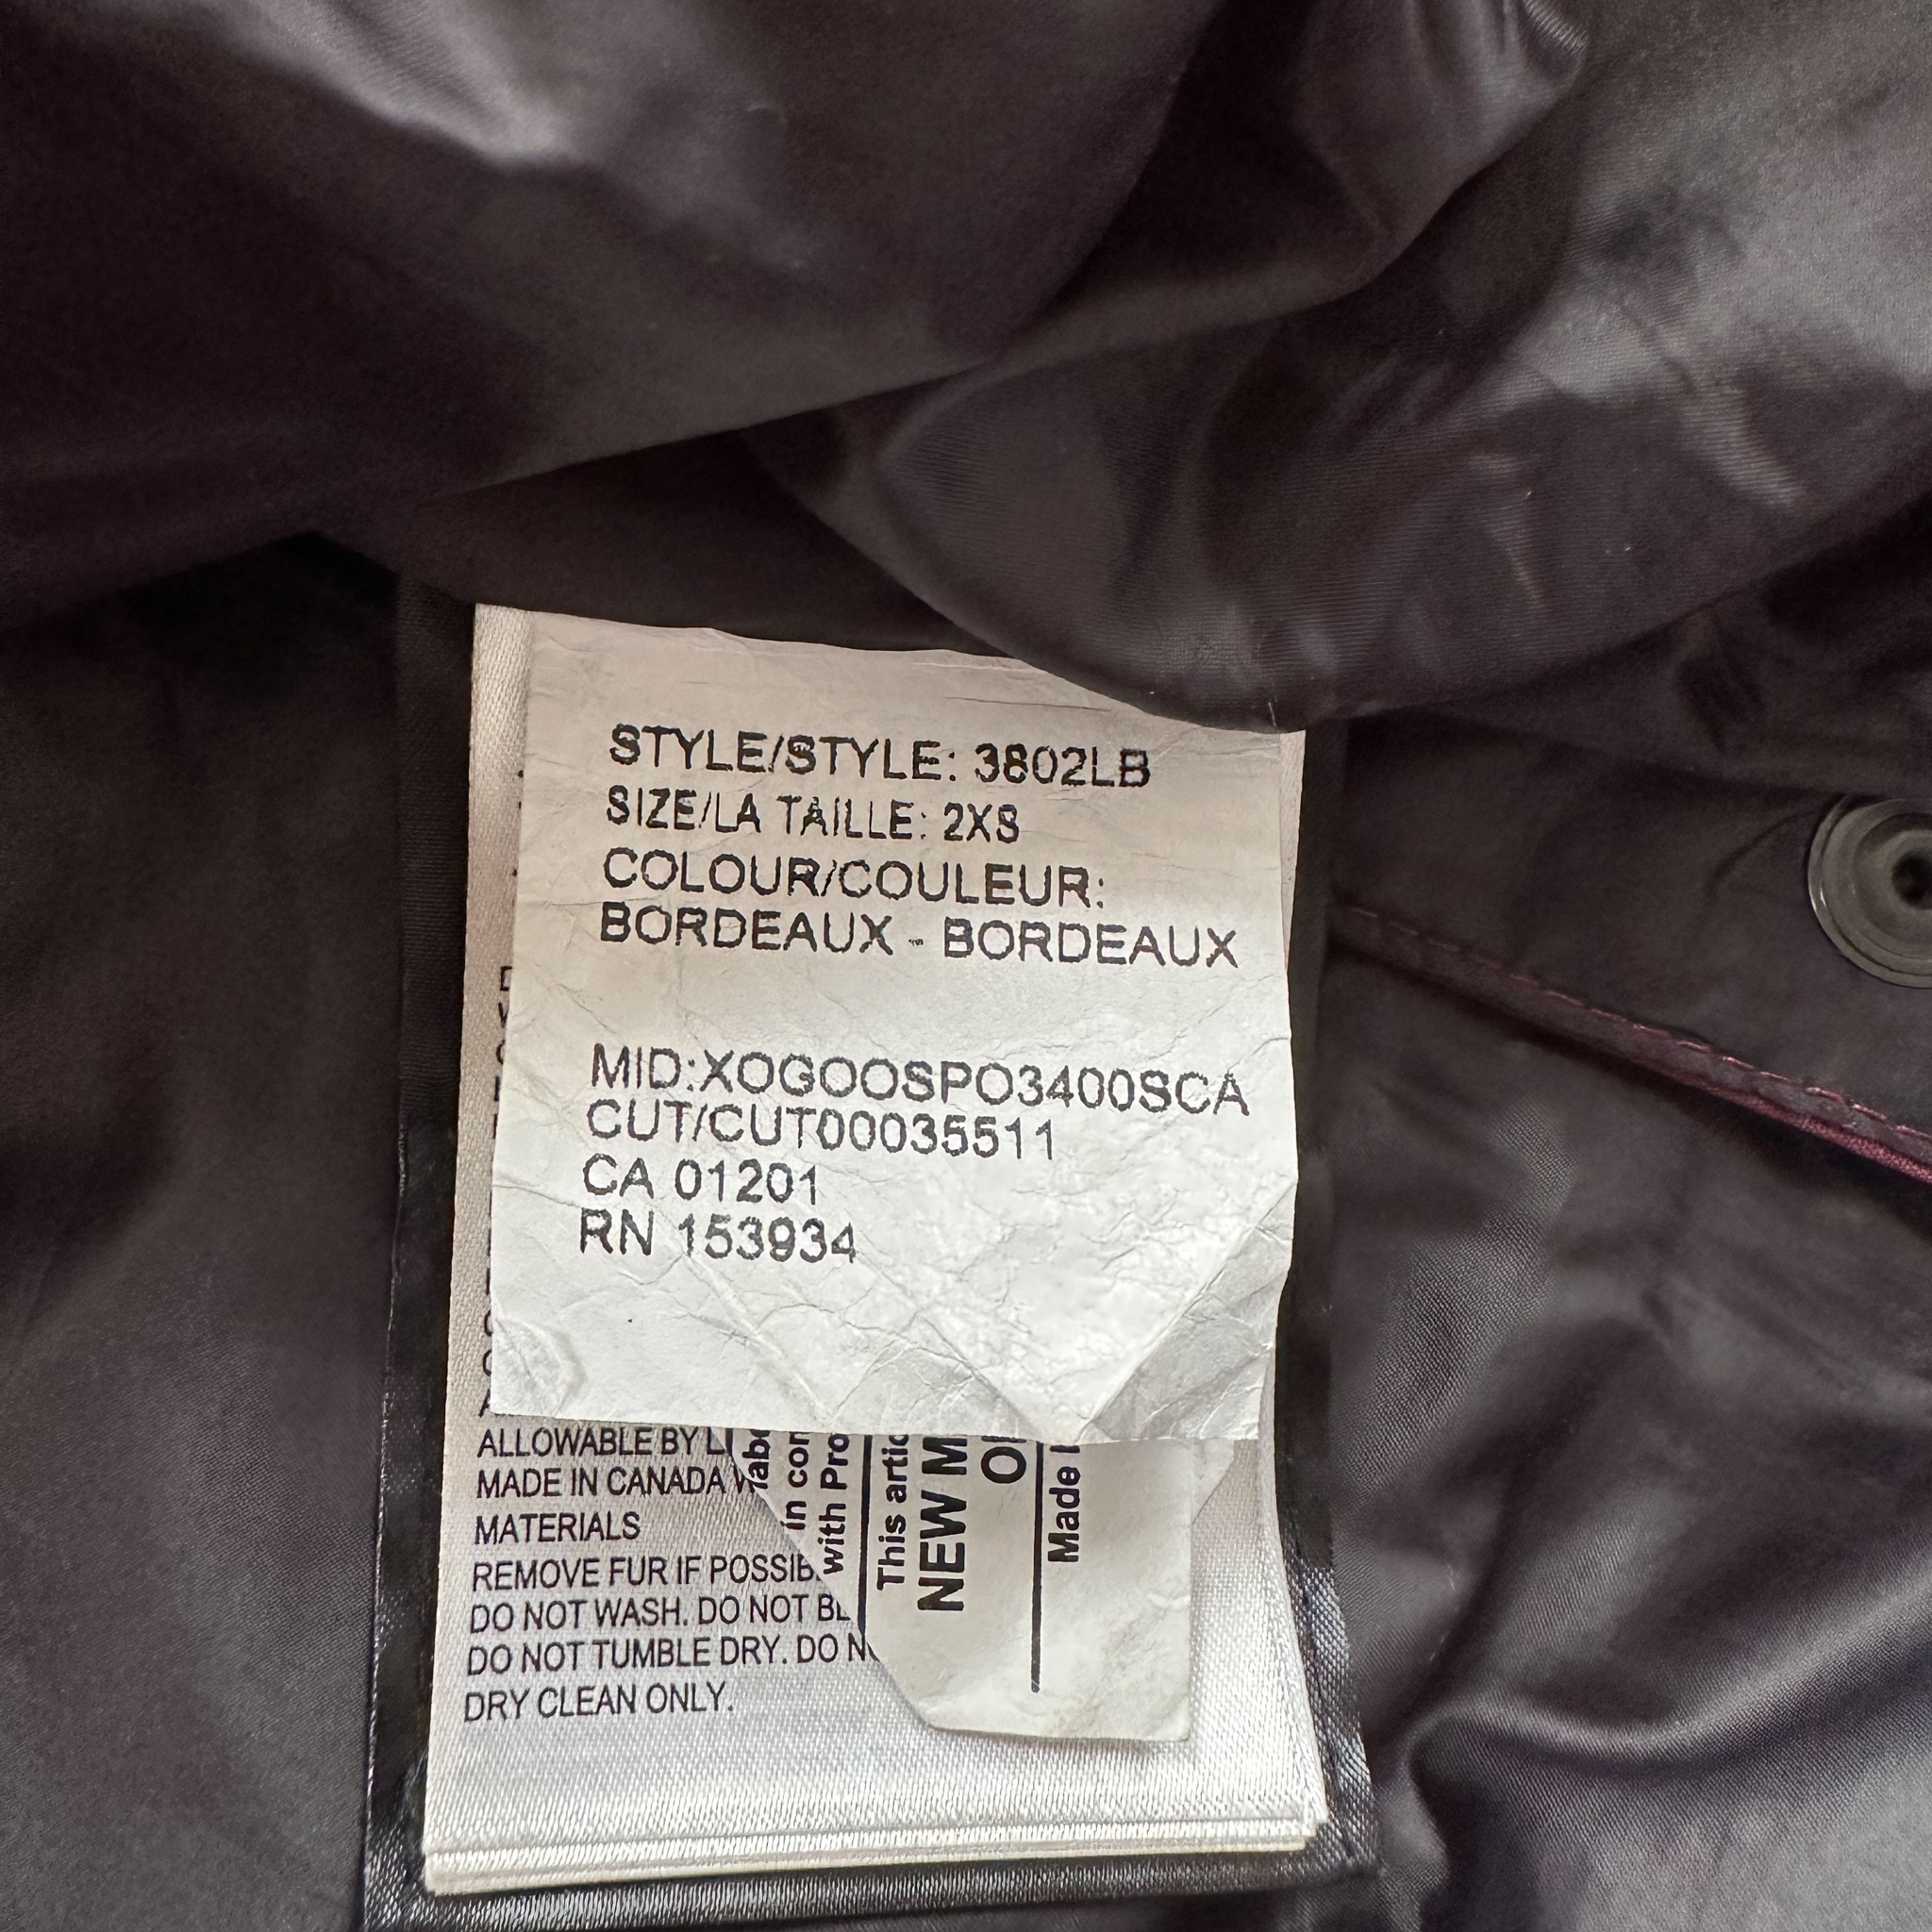 STYLE/STYLE: 3802LB
SIZE/LA TAILLE: 2XS
COLOUR/COULEUR:
BORDEAUX - BORDEAUX
MID:XOGOOSPO3400SCA
CUT/CUT00035511
CA 01201
RN 153934
ALLOWABLE BY
MADE IN CANADA
MATERIALS
REMOVE FUR IF
DO NOT WASH. DO NOT
DO NOT TUMBLE DRY. DO
DRY CLEAN ONLY.
in
with
This
NEW
Made